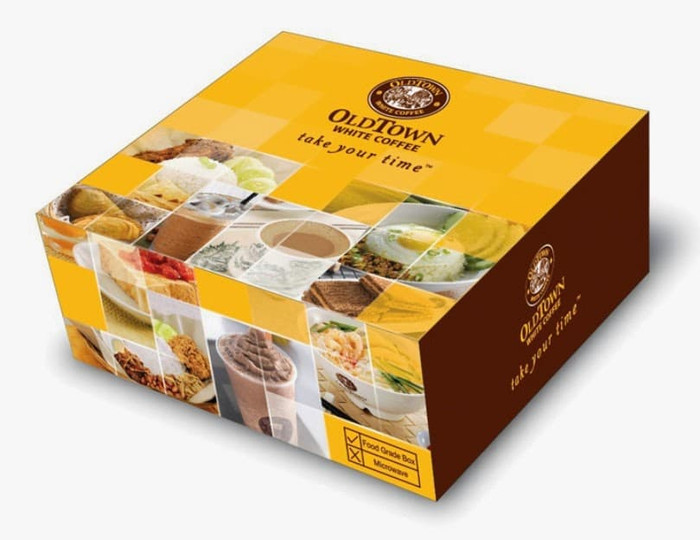 OLDTOWN
WHITE COFFEE
OLDTOWN
WHITE COFFEE
take your time™
OLDTOWN
WHITE COFFEE
OLDTOWN
WHITE COFFEE
take your time™
Food Grade Box
Microwave